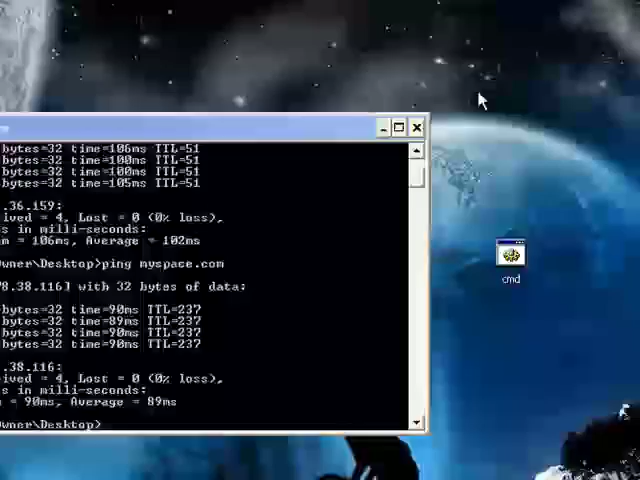 bytes=32 time=106ms TTL=51
bytes=32 time=100ms TTL=51
bytes=32 time=100ms TTL=51
bytes=32 time=105ms TTL=51
.36.159:
ived = 4, Lost = 0 (0% loss),
s in milli-seconds:
m = 106ms, Average = 102ms
wner\Desktop>ping myspace.com
78.38.116] with 32 bytes of data:
bytes=32 time=90ms TTL=237
bytes=32 time=89ms TTL=237
bytes=32 time=90ms TTL=237
bytes=32 time=90ms TTL=237
.38.116:
ived = 4, Lost = 0 (0% loss),
s in milli-seconds:
m = 90ms, Average = 89ms
wner\Desktop>
cmd